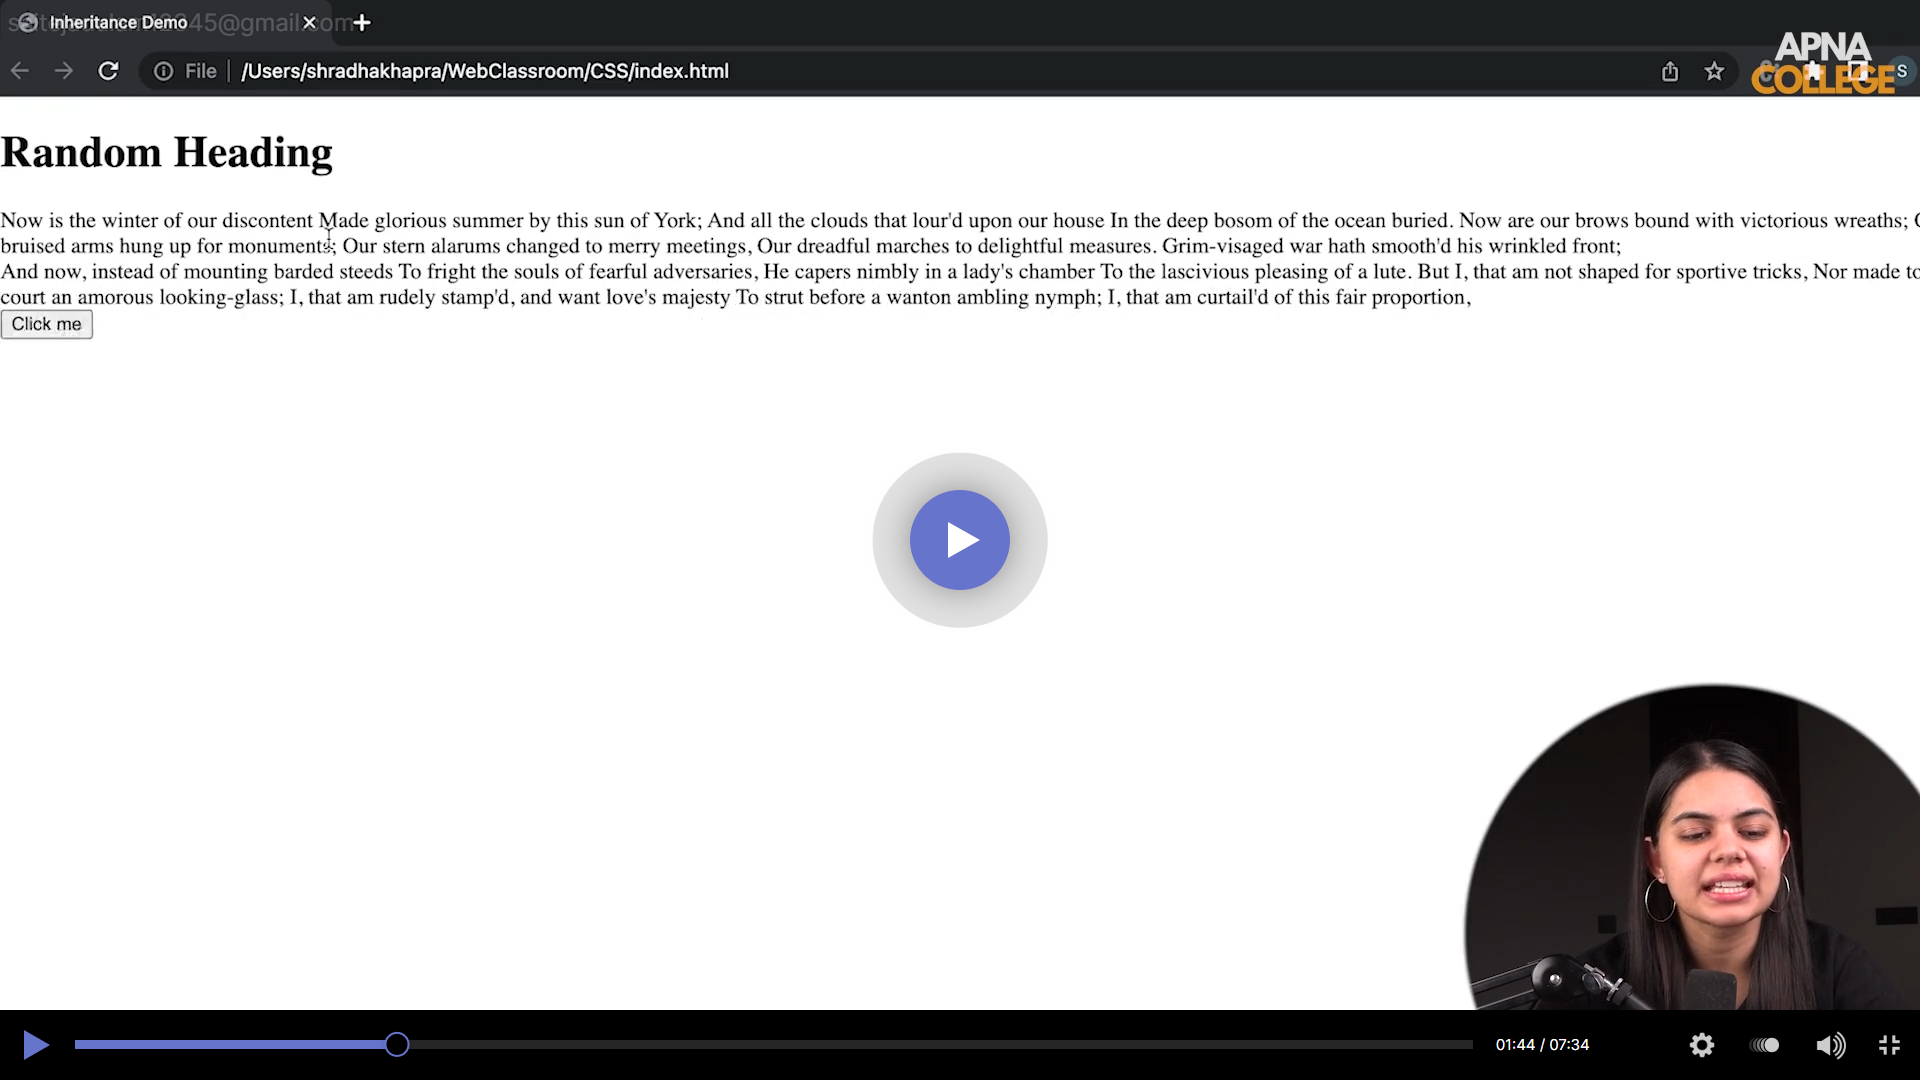 Inheritance Demo
File
/Users/shradhakhapra/WebClassroom/CSS/index.html
APNA
COLLEGE
S
Random Heading
Now is the winter of our discontent Made glorious summer by this sun of York; And all the clouds that lour'd upon our house In the deep bosom of the ocean buried. Now are our brows bound with victorious wreaths;
bruised arms hung up for monuments; Our stern alarums changed to merry meetings, Our dreadful marches to delightful measures. Grim-visaged war hath smooth'd his wrinkled front;
And now, instead of mounting barded steeds To fright the souls of fearful adversaries, He capers nimbly in a lady's chamber To the lascivious pleasing of a lute. But I, that am not shaped for sportive tricks, Nor made to
court an amorous looking-glass; I, that am rudely stamp'd, and want love's majesty To strut before a wanton ambling nymph; I, that am curtail'd of this fair proportion,
Click me
01:44 / 07:34